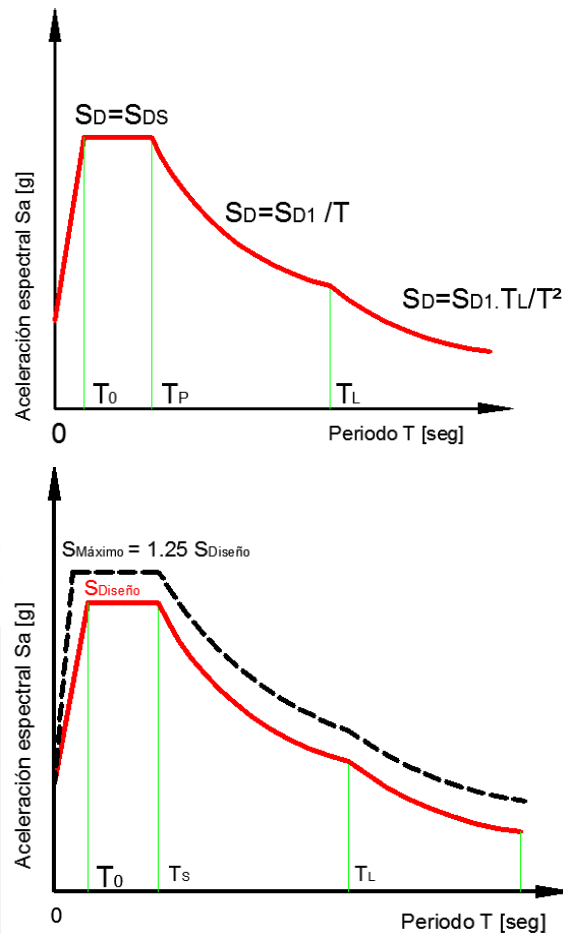 Aceleración espectral Sa [g]
SD=SDS
SD=SD1 /T
SD=SD1.TL/T²
T0
TP
TL
0
Periodo T [seg]
Aceleración espectral Sa [g]
SMáximo = 1.25 SDiseño
SDiseño
T0
TS
TL
0
Periodo T [seg]